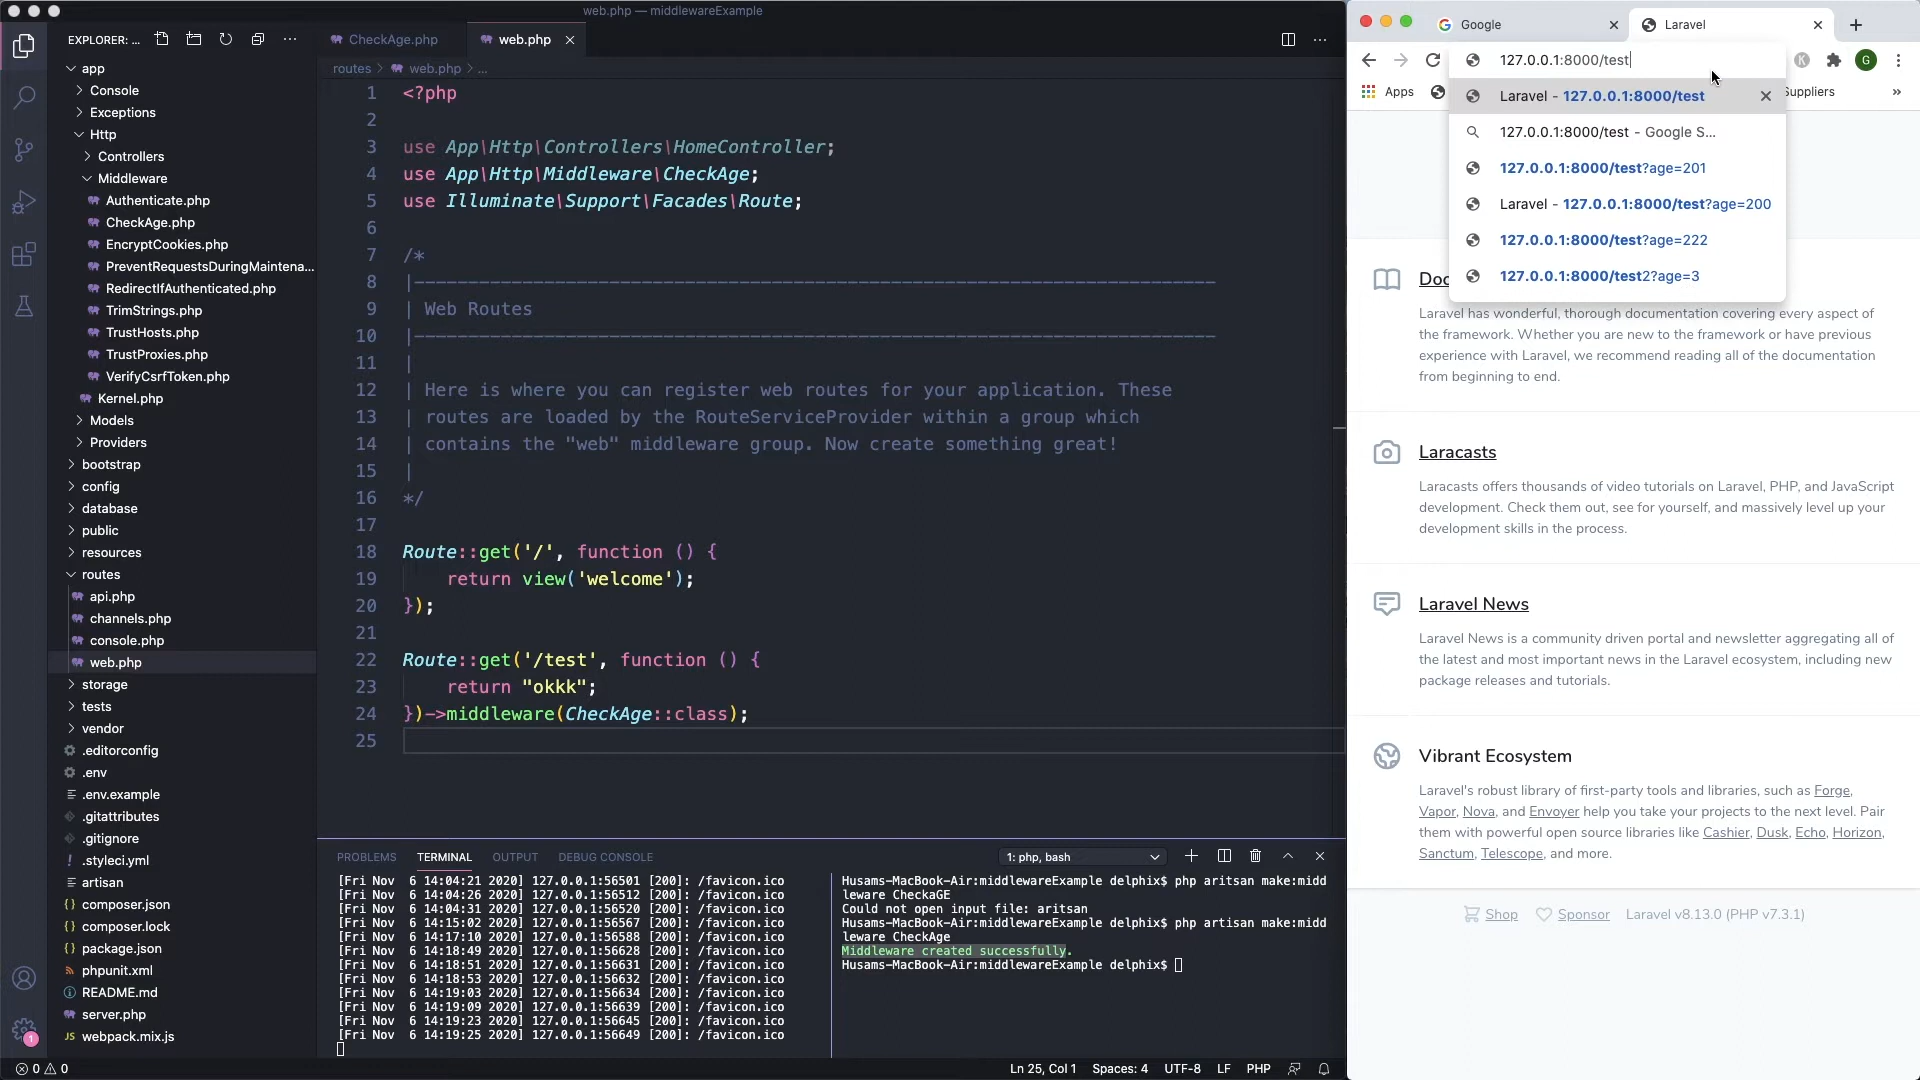 web.php — middlewareExample
EXPLORER: ...
CheckAge.php
web.php
routes > web.php > ...
app
Console
Exceptions
Http
Controllers
Middleware
Authenticate.php
CheckAge.php
EncryptCookies.php
PreventRequestsDuringMaintena...
RedirectIfAuthenticated.php
TrimStrings.php
TrustHosts.php
TrustProxies.php
VerifyCsrfToken.php
Kernel.php
Models
Providers
bootstrap
config
database
public
resources
routes
api.php
channels.php
console.php
web.php
storage
tests
vendor
.editorconfig
.env
.env.example
.gitattributes
.gitignore
! .styleci.yml
artisan
{} composer.json
{} composer.lock
{} package.json
phpunit.xml
README.md
server.php
JS webpack.mix.js
1
0 0
1 <?php
2
3 use App\Http\Controllers\HomeController;
4 use App\Http\Middleware\CheckAge;
5 use Illuminate\Support\Facades\Route;
6
7 /*
8 |--------------------------------------------------------------------------
9 | Web Routes
10 |--------------------------------------------------------------------------
11 |
12 | Here is where you can register web routes for your application. These
13 | routes are loaded by the RouteServiceProvider within a group which
14 | contains the "web" middleware group. Now create something great!
15 |
16 */
17
18 Route::get('/', function () {
19 return view('welcome');
20 });
21
22 Route::get('/test', function () {
23 return "okkk";
24 })->middleware(CheckAge::class);
25
PROBLEMS TERMINAL OUTPUT DEBUG CONSOLE
1: php, bash
[Fri Nov 6 14:04:21 2020] 127.0.0.1:56501 [200]: /favicon.ico
[Fri Nov 6 14:04:26 2020] 127.0.0.1:56512 [200]: /favicon.ico
[Fri Nov 6 14:04:31 2020] 127.0.0.1:56520 [200]: /favicon.ico
[Fri Nov 6 14:15:02 2020] 127.0.0.1:56567 [200]: /favicon.ico
[Fri Nov 6 14:17:10 2020] 127.0.0.1:56588 [200]: /favicon.ico
[Fri Nov 6 14:18:49 2020] 127.0.0.1:56628 [200]: /favicon.ico
[Fri Nov 6 14:18:51 2020] 127.0.0.1:56631 [200]: /favicon.ico
[Fri Nov 6 14:18:53 2020] 127.0.0.1:56632 [200]: /favicon.ico
[Fri Nov 6 14:19:03 2020] 127.0.0.1:56634 [200]: /favicon.ico
[Fri Nov 6 14:19:09 2020] 127.0.0.1:56639 [200]: /favicon.ico
[Fri Nov 6 14:19:23 2020] 127.0.0.1:56645 [200]: /favicon.ico
[Fri Nov 6 14:19:25 2020] 127.0.0.1:56649 [200]: /favicon.ico
Husams-MacBook-Air:middlewareExample delphix$ php aritsan make:midd
leware CheckaGE
Could not open input file: aritsan
Husams-MacBook-Air:middlewareExample delphix$ php artisan make:midd
leware CheckAge
Middleware created successfully.
Husams-MacBook-Air:middlewareExample delphix$
Ln 25, Col 1 Spaces: 4 UTF-8 LF PHP
Google
Laravel
127.0.0.1:8000/test
K
G
Apps
Suppliers
»
Laravel - 127.0.0.1:8000/test
127.0.0.1:8000/test - Google S...
127.0.0.1:8000/test?age=201
Laravel - 127.0.0.1:8000/test?age=200
127.0.0.1:8000/test?age=222
127.0.0.1:8000/test2?age=3
Doc
Laravel has wonderful, thorough documentation covering every aspect of
the framework. Whether you are new to the framework or have previous
experience with Laravel, we recommend reading all of the documentation
from beginning to end.
Laracasts
Laracasts offers thousands of video tutorials on Laravel, PHP, and JavaScript
development. Check them out, see for yourself, and massively level up your
development skills in the process.
Laravel News
Laravel News is a community driven portal and newsletter aggregating all of
the latest and most important news in the Laravel ecosystem, including new
package releases and tutorials.
Vibrant Ecosystem
Laravel's robust library of first-party tools and libraries, such as Forge,
Vapor, Nova, and Envoyer help you take your projects to the next level. Pair
them with powerful open source libraries like Cashier, Dusk, Echo, Horizon,
Sanctum, Telescope, and more.
Shop Sponsor Laravel v8.13.0 (PHP v7.3.1)